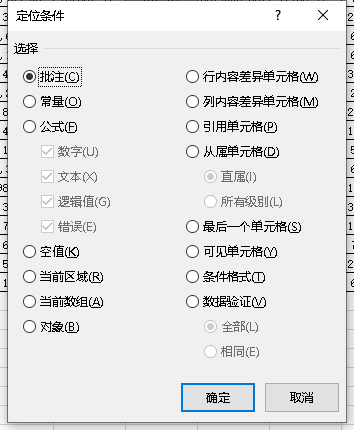 定位条件
选择
批注(C)
常量(O)
公式(F)
数字(U)
文本(X)
逻辑值(G)
错误(E)
空值(K)
当前区域(R)
当前数组(A)
对象(B)
行内容差异单元格(W)
列内容差异单元格(M)
引用单元格(P)
从属单元格(D)
直属(I)
所有级别(L)
最后一个单元格(S)
可见单元格(Y)
条件格式(T)
数据验证(V)
全部(L)
相同(E)
确定
取消